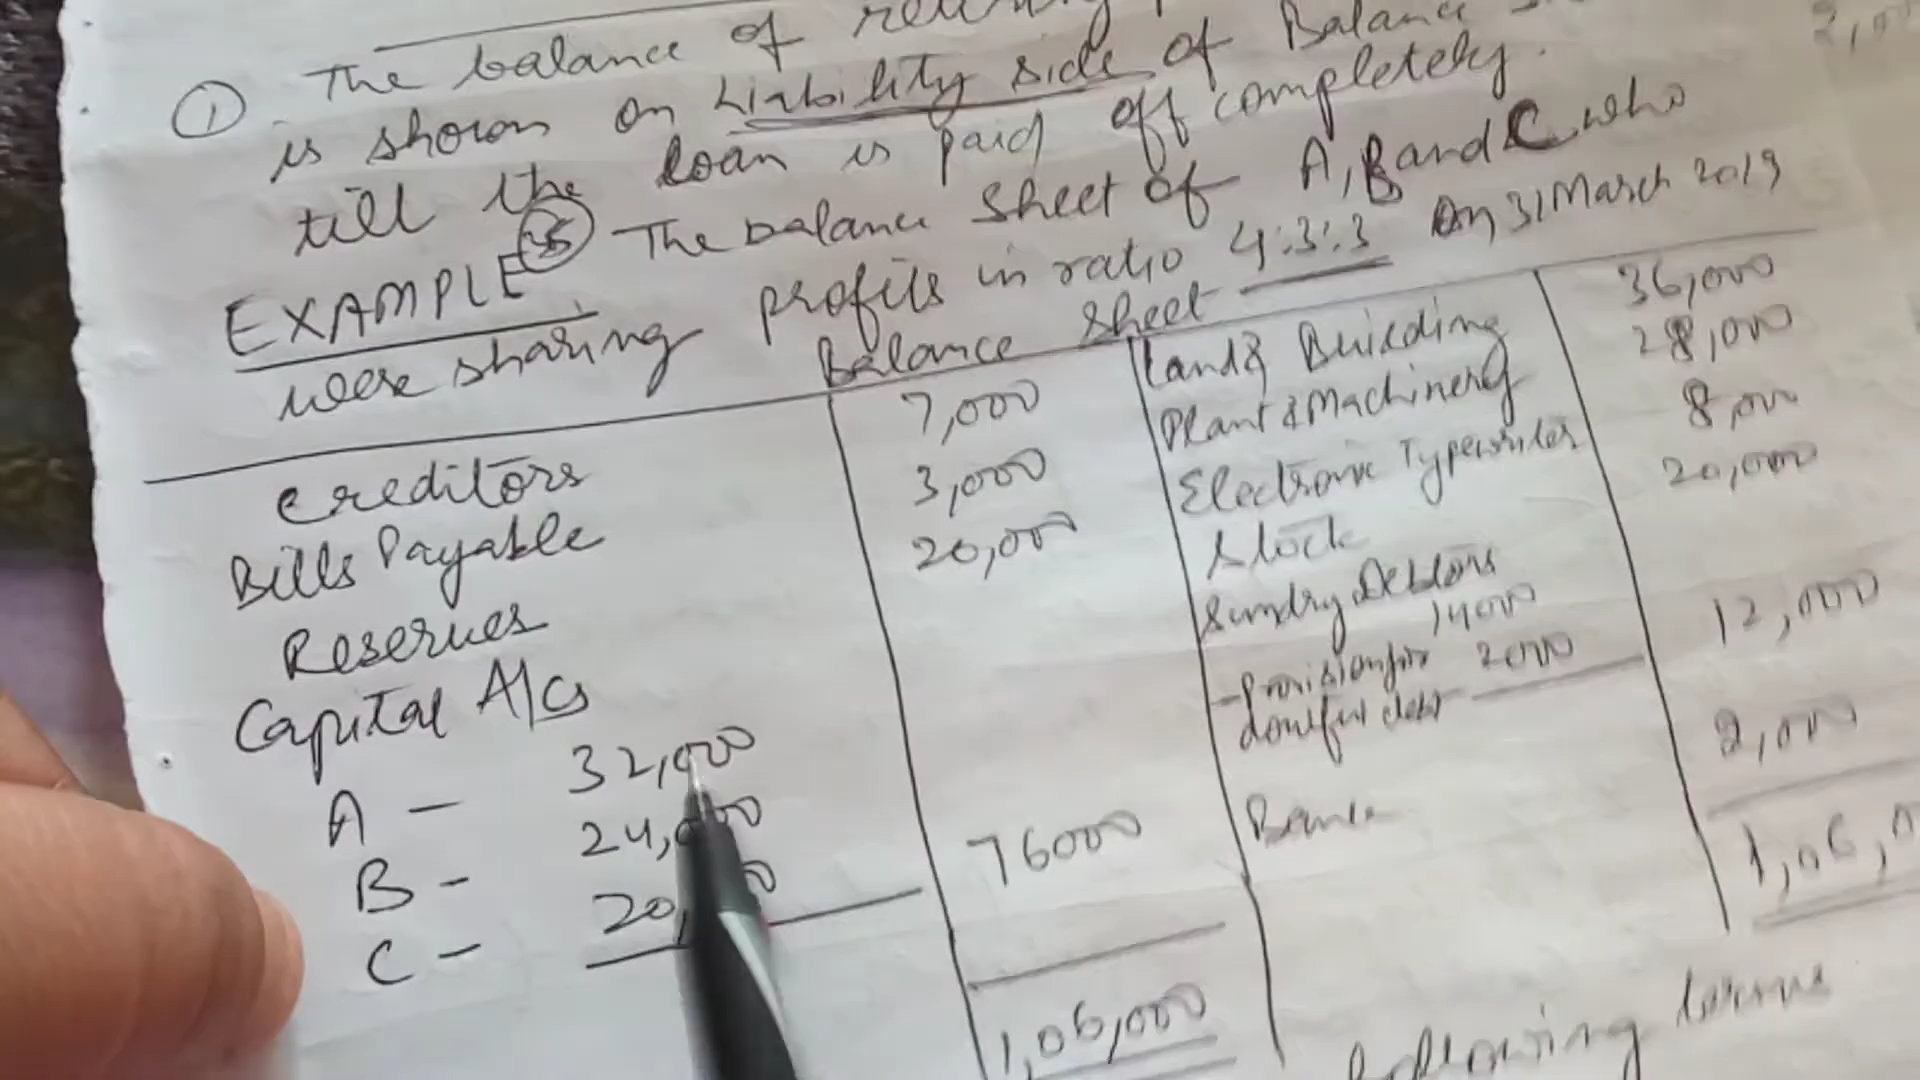 ① The balance of
is shown on Liability side of Balance
till the loan is paid off completely.
EXAMPLE The balance sheet of A, B and C who
were sharing profits in ratio 4:3:3 On 31 March 2019
Balance Sheet
Creditors 7,000 Land & Building 36,000
Bills Payable 3,000 Plant & Machinery 28,000
Reserves 20,000 Electronic Typewriter 8,000
Capital A/Cs Stock 20,000
A - 32,000 Sundry Debtors 14000
B - 24,000 - Provision for 2000 12,000
C - 20, 76000 doutful debt
Bank 2,000
1,06,000 1,06,
following terms